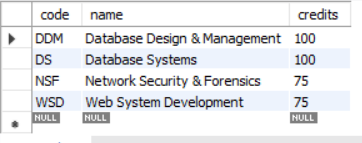 code name credits
DDM Database Design & Management 100
DS Database Systems 100
NSF Network Security & Forensics 75
WSD Web System Development 75
NULL NULL NULL